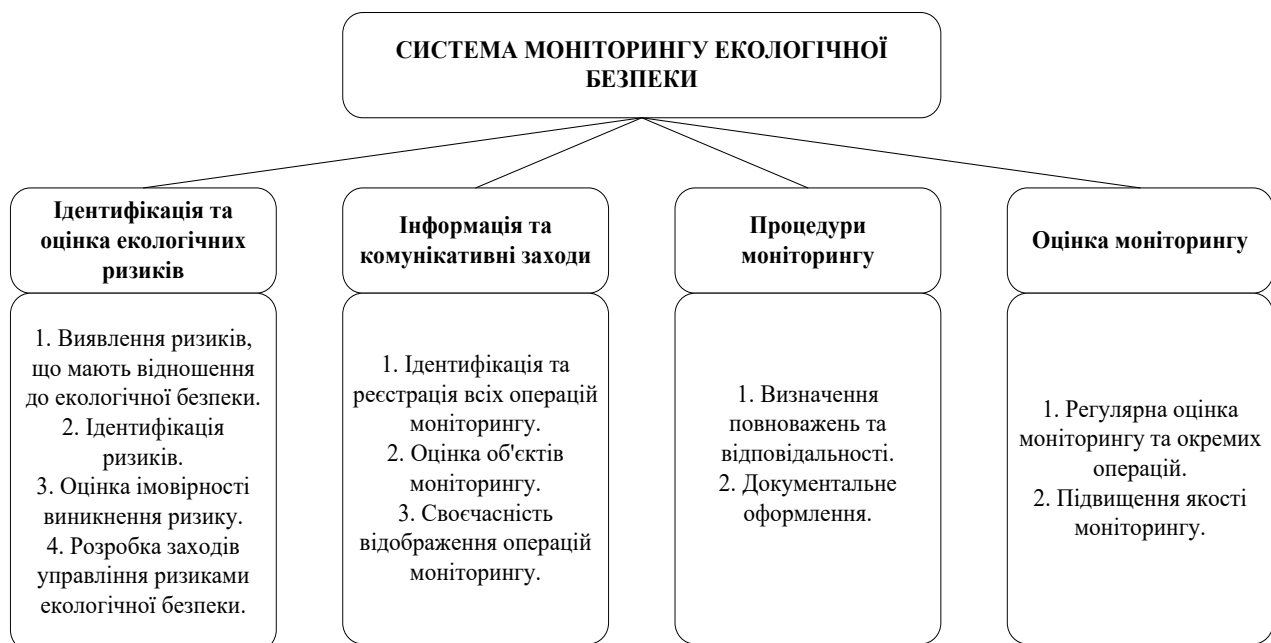 СИСТЕМА МОНІТОРИНГУ ЕКОЛОГІЧНОЇ
БЕЗПЕКИ
Ідентифікація та
оцінка екологічних
ризиків
1. Виявлення ризиків,
що мають відношення
до екологічної безпеки.
2. Ідентифікація
ризиків.
3. Оцінка імовірності
виникнення ризику.
4. Розробка заходів
управління ризиками
екологічної безпеки.
Інформація та
комунікативні заходи
1. Ідентифікація та
реєстрація всіх операцій
моніторингу.
2. Оцінка об'єктів
моніторингу.
3. Своєчасність
відображення операцій
моніторингу.
Процедури
моніторингу
1. Визначення
повноважень та
відповідальності.
2. Документальне
оформлення.
Оцінка моніторингу
1. Регулярна оцінка
моніторингу та окремих
операцій.
2. Підвищення якості
моніторингу.